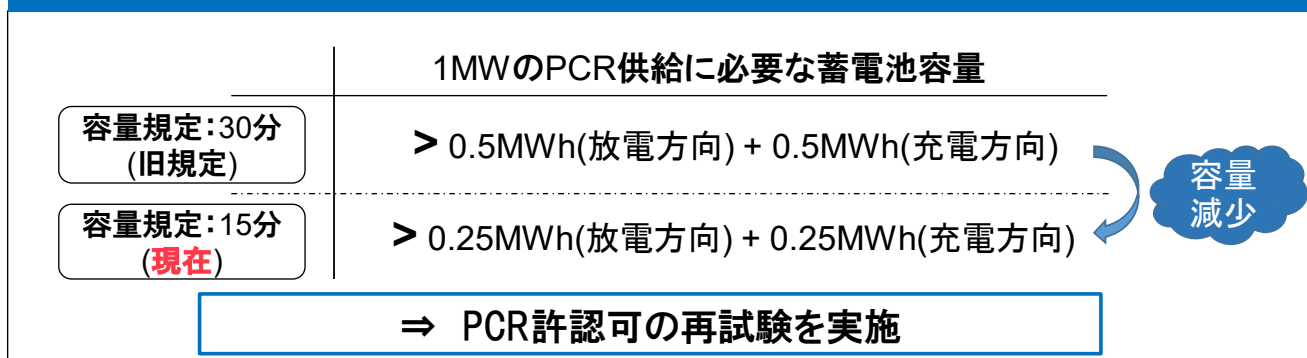 1MWのPCR供給に必要な蓄電池容量
容量規定：30分
(旧規定)
> 0.5MWh(放電方向) + 0.5MWh(充電方向)
容量
減少
容量規定：15分
(現在)
> 0.25MWh(放電方向) + 0.25MWh(充電方向)
⇒ PCR許認可の再試験を実施